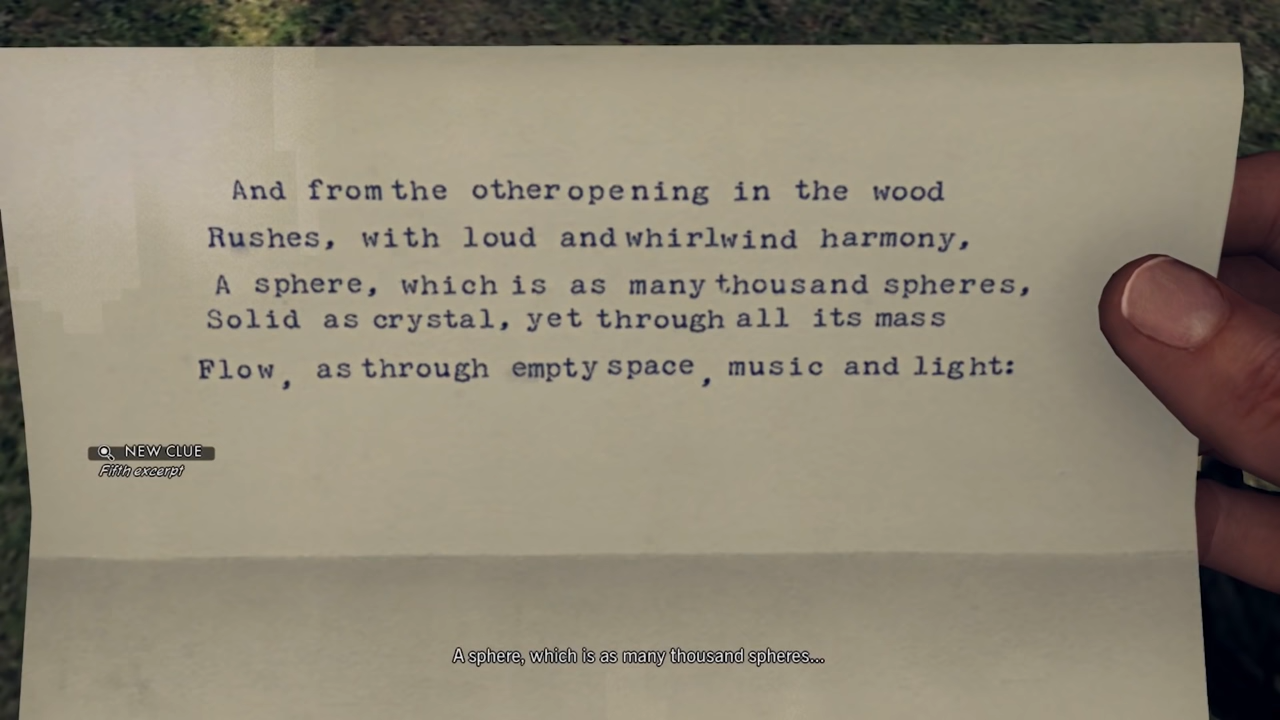 And from the other opening in the wood
Rushes, with loud and whirlwind harmony,
A sphere, which is as many thousand spheres,
Solid as crystal, yet through all its mass
Flow, as through empty space, music and light:
NEW CLUE
Fifth excerpt
A sphere, which is as many thousand spheres...